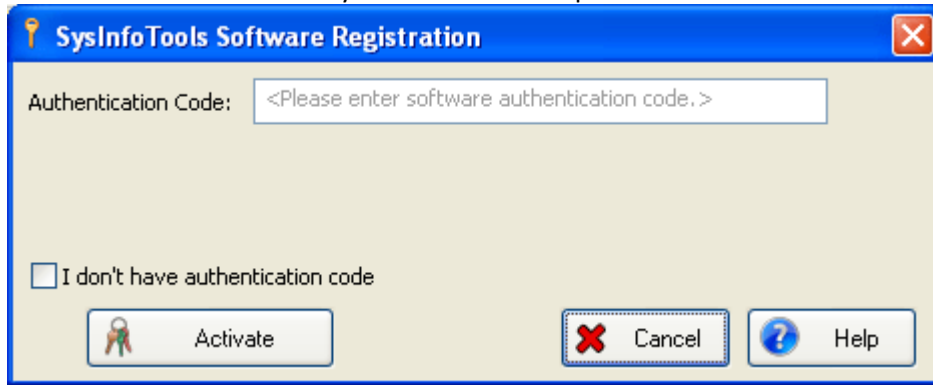 SysInfoTools Software Registration
Authentication Code: <Please enter software authentication code.>
I don't have authentication code
Activate Cancel Help